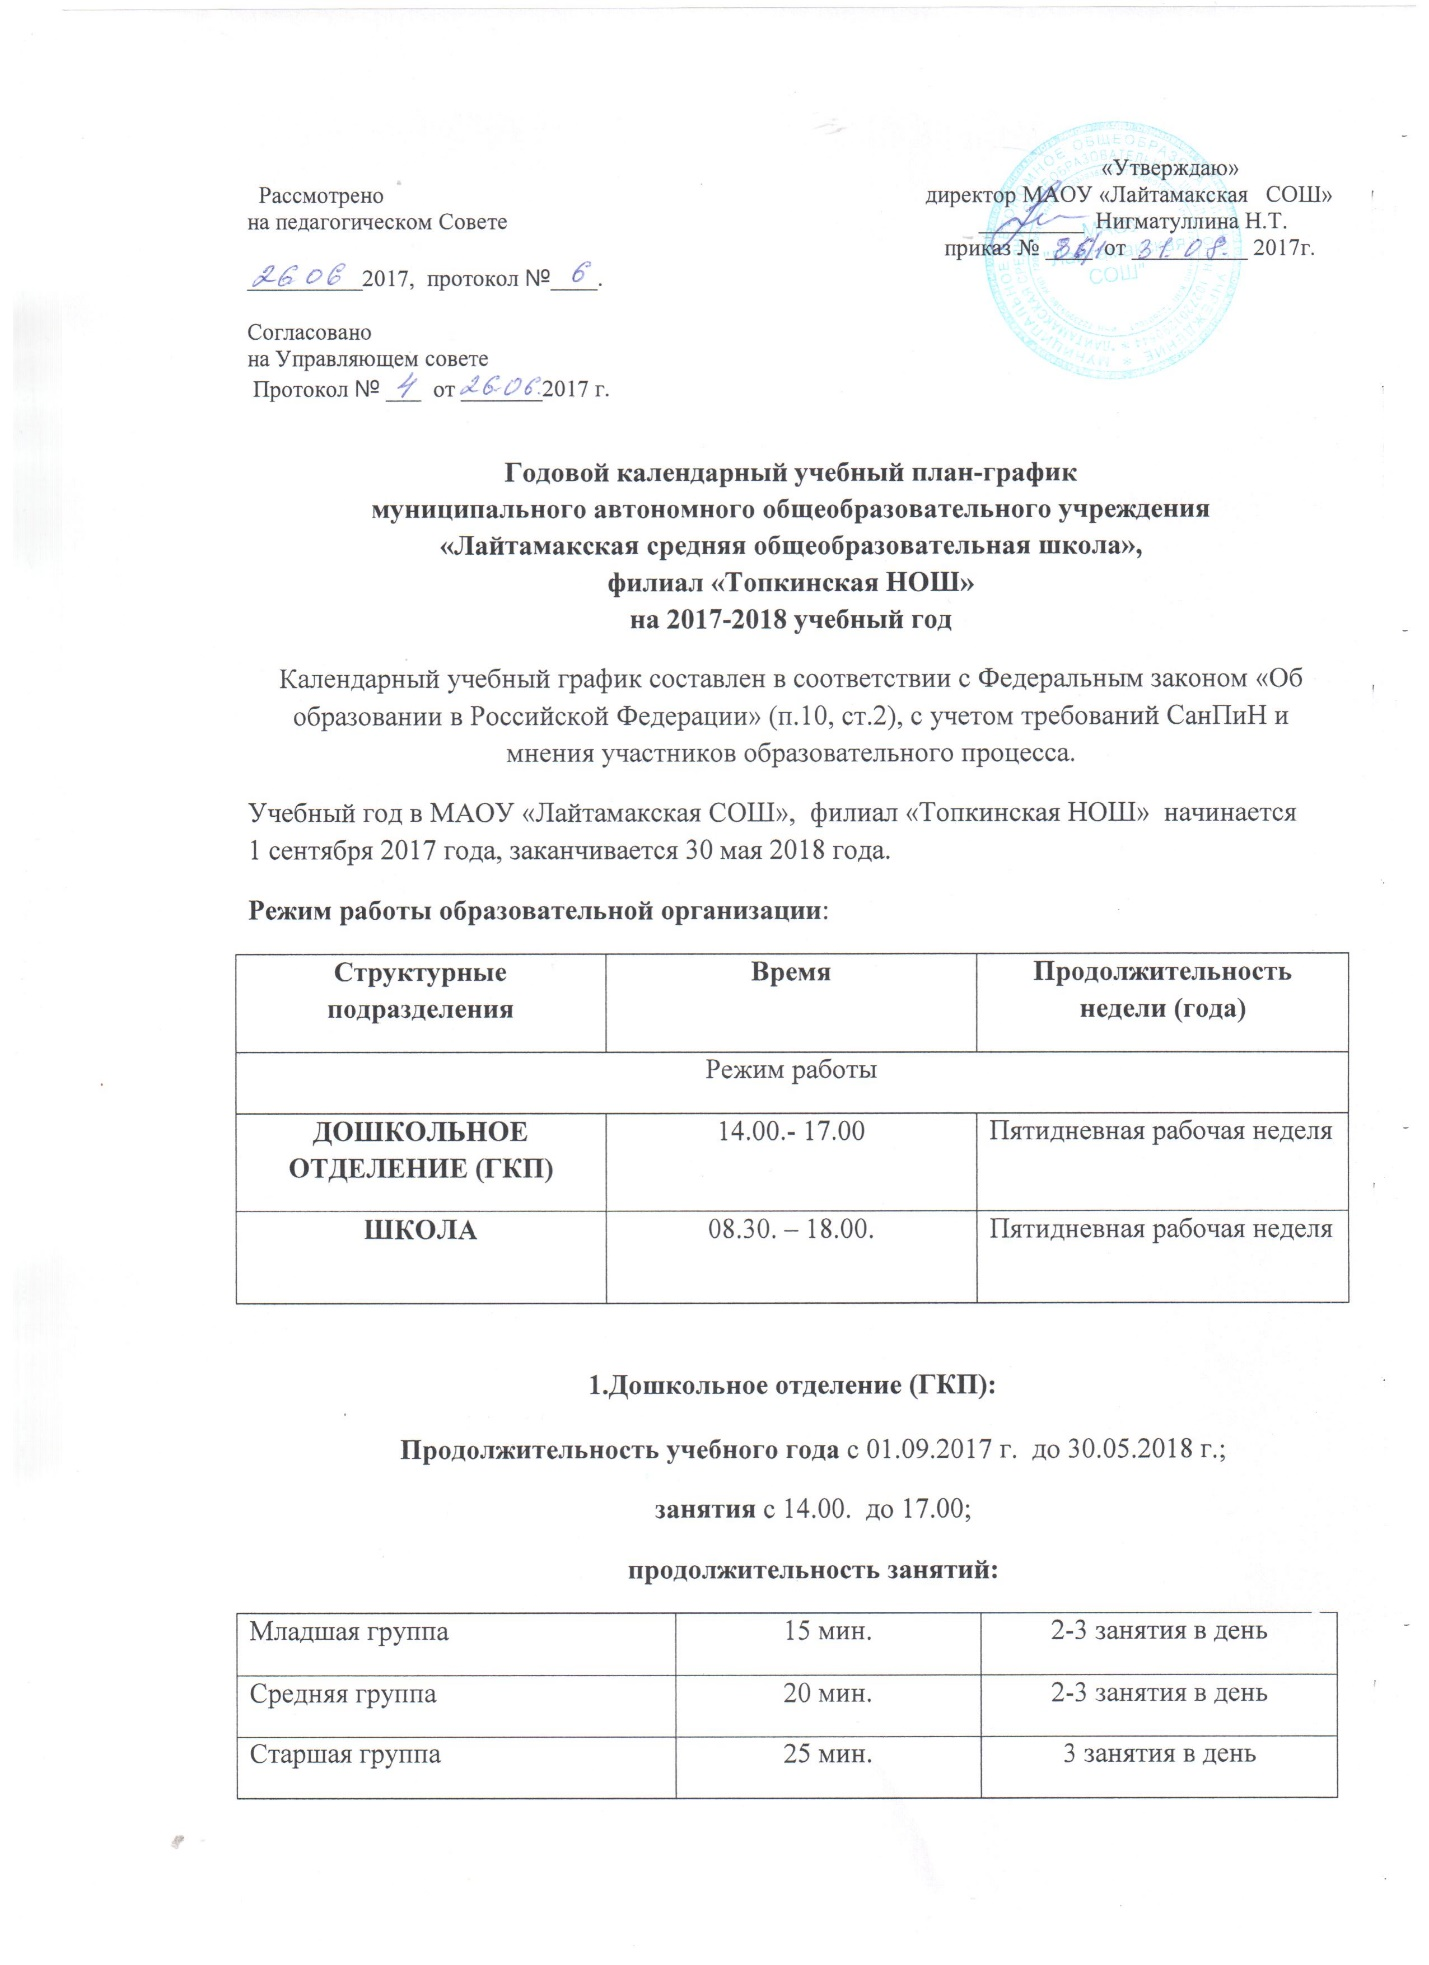 Рассмотрено
на педагогическом Совете
26 06 2017, протокол № 6.
Согласовано
на Управляющем совете
Протокол № 4 от 26.06.2017 г.
«Утверждаю»
директор МАОУ «Лайтамакская СОШ»
Нигматуллина Н.Т.
приказ № 86/1 от 31.08. 2017г.
СОШ"
Годовой календарный учебный план-график
муниципального автономного общеобразовательного учреждения
«Лайтамакская средняя общеобразовательная школа»,
филиал «Топкинская НОШ»
на 2017-2018 учебный год
Календарный учебный график составлен в соответствии с Федеральным законом «Об
образовании в Российской Федерации» (п.10, ст.2), с учетом требований СанПиН и
мнения участников образовательного процесса.
Учебный год в МАОУ «Лайтамакская СОШ», филиал «Топкинская НОШ» начинается
1 сентября 2017 года, заканчивается 30 мая 2018 года.
Режим работы образовательной организации:
Структурные подразделения Время Продолжительность недели (года)
Режим работы
ДОШКОЛЬНОЕ ОТДЕЛЕНИЕ (ГКП) 14.00.- 17.00 Пятидневная рабочая неделя
ШКОЛА 08.30. – 18.00. Пятидневная рабочая неделя
1.Дошкольное отделение (ГКП):
Продолжительность учебного года с 01.09.2017 г. до 30.05.2018 г.;
занятия с 14.00. до 17.00;
продолжительность занятий:
Младшая группа 15 мин. 2-3 занятия в день
Средняя группа 20 мин. 2-3 занятия в день
Старшая группа 25 мин. 3 занятия в день